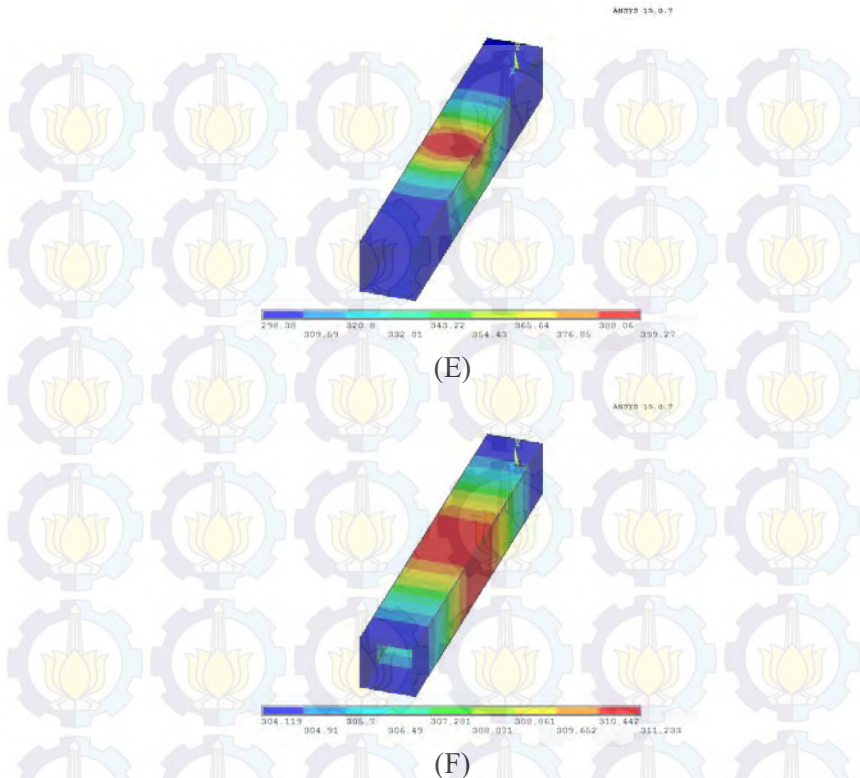 ANSYS 15.0.7
298.38 320.8 343.22 365.64 388.06
309.59 332.01 354.43 376.85 399.27
(E)
ANSYS 15.0.7
304.119 305.7 307.281 308.861 310.442
304.91 306.49 308.071 309.652 311.233
(F)